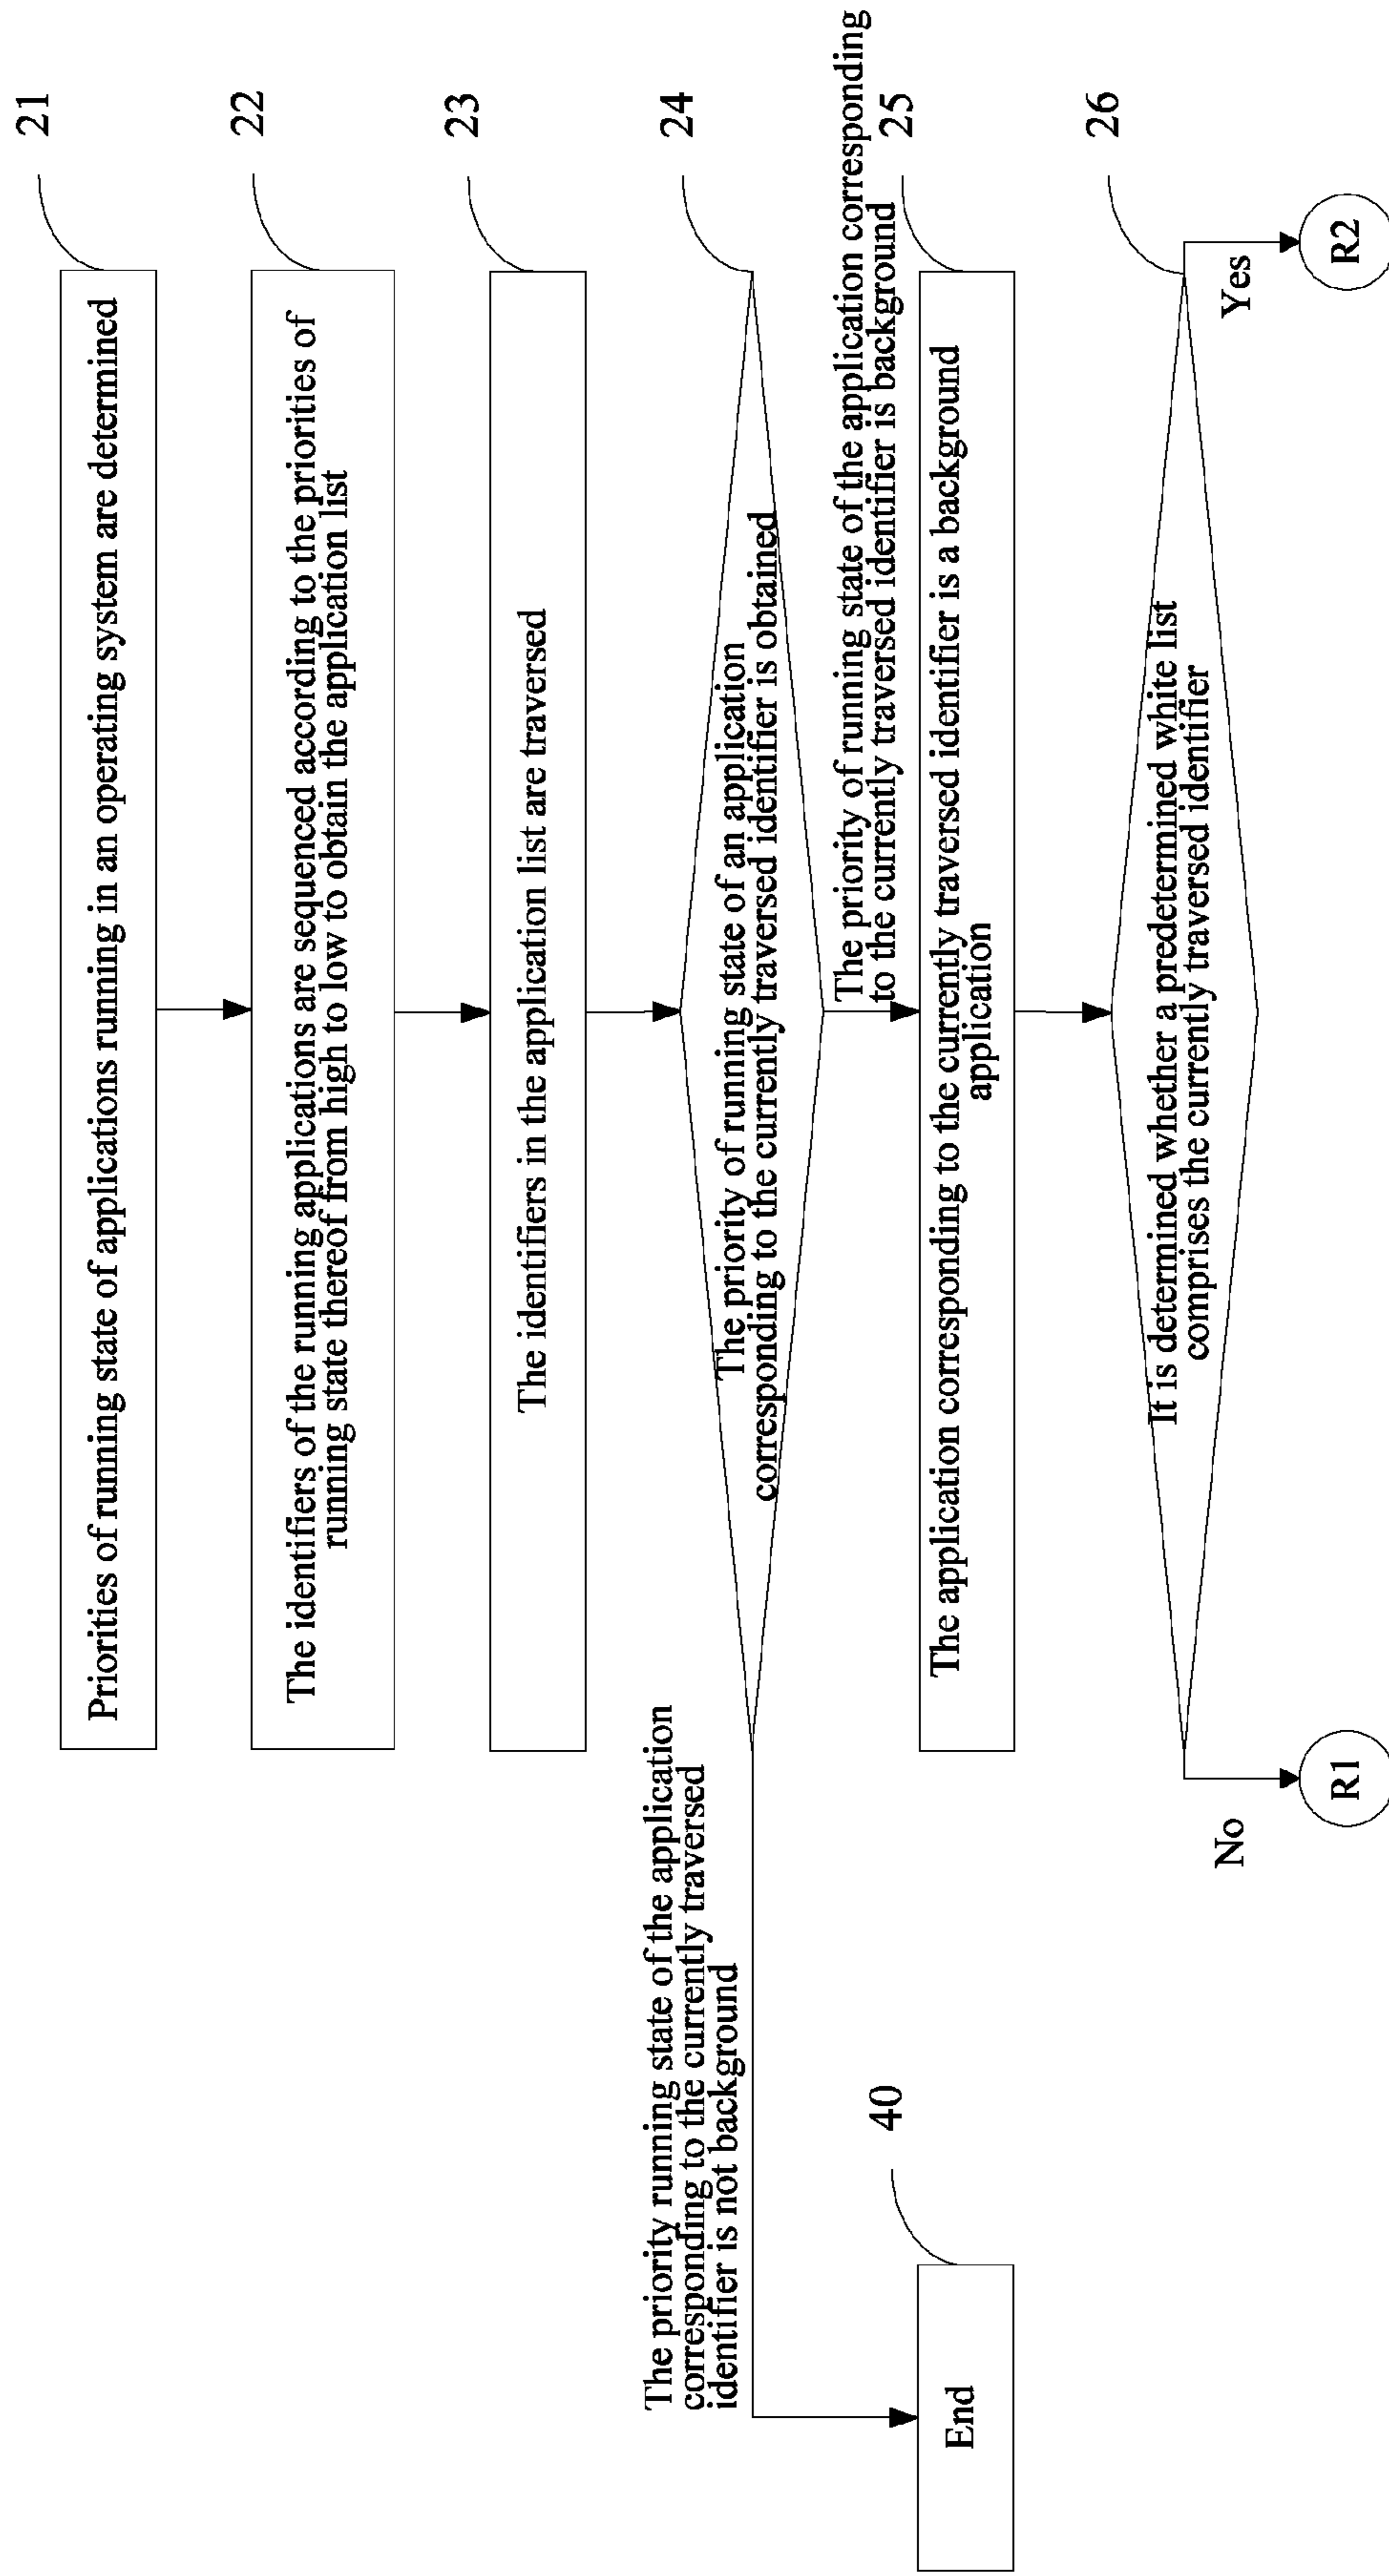 21
Priorities of running state of applications running in an operating system are determined
22
The identifiers of the running applications are sequenced according to the priorities of
running state thereof from high to low to obtain the application list
23
The identifiers in the application list are traversed
24
The priority of running state of an application
corresponding to the currently traversed identifier is obtained
The priority running state of the application
corresponding to the currently traversed
identifier is not background
The priority of running state of the application corresponding
to the currently traversed identifier is background
40
End
25
The application corresponding to the currently traversed identifier is a background
application
26
It is determined whether a predetermined white list
comprises the currently traversed identifier
No
Yes
R1
R2